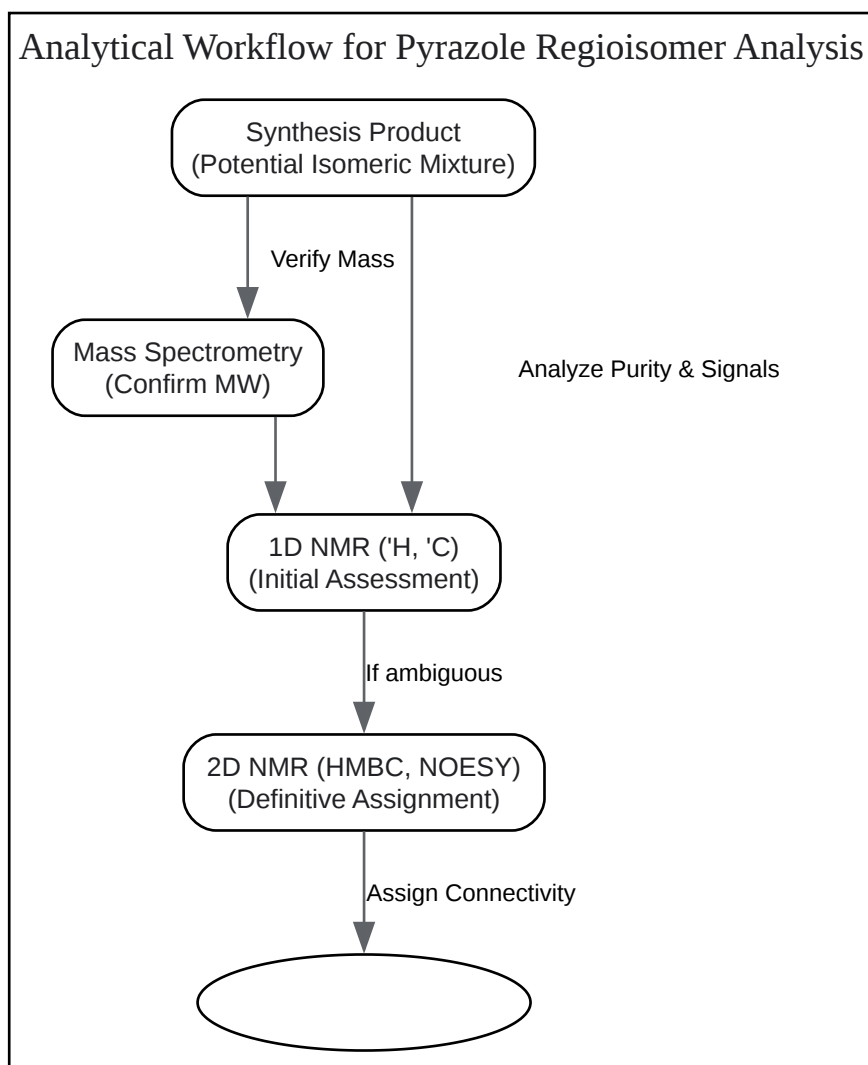 Analytical Workflow for Pyrazole Regioisomer Analysis
Synthesis Product
(Potential Isomeric Mixture)
Verify Mass
Mass Spectrometry
(Confirm MW)
Analyze Purity & Signals
1D NMR ('H, 'C)
(Initial Assessment)
If ambiguous
2D NMR (HMBC, NOESY)
(Definitive Assignment)
Assign Connectivity